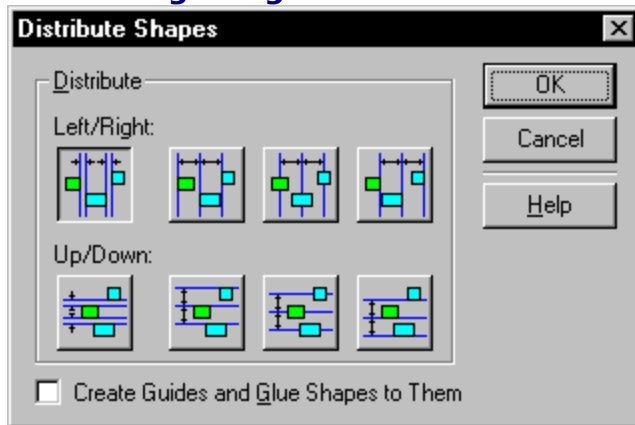 Distribute Shapes
Distribute
Left/Right:
Up/Down:
Create Guides and Glue Shapes to Them
OK
Cancel
Help